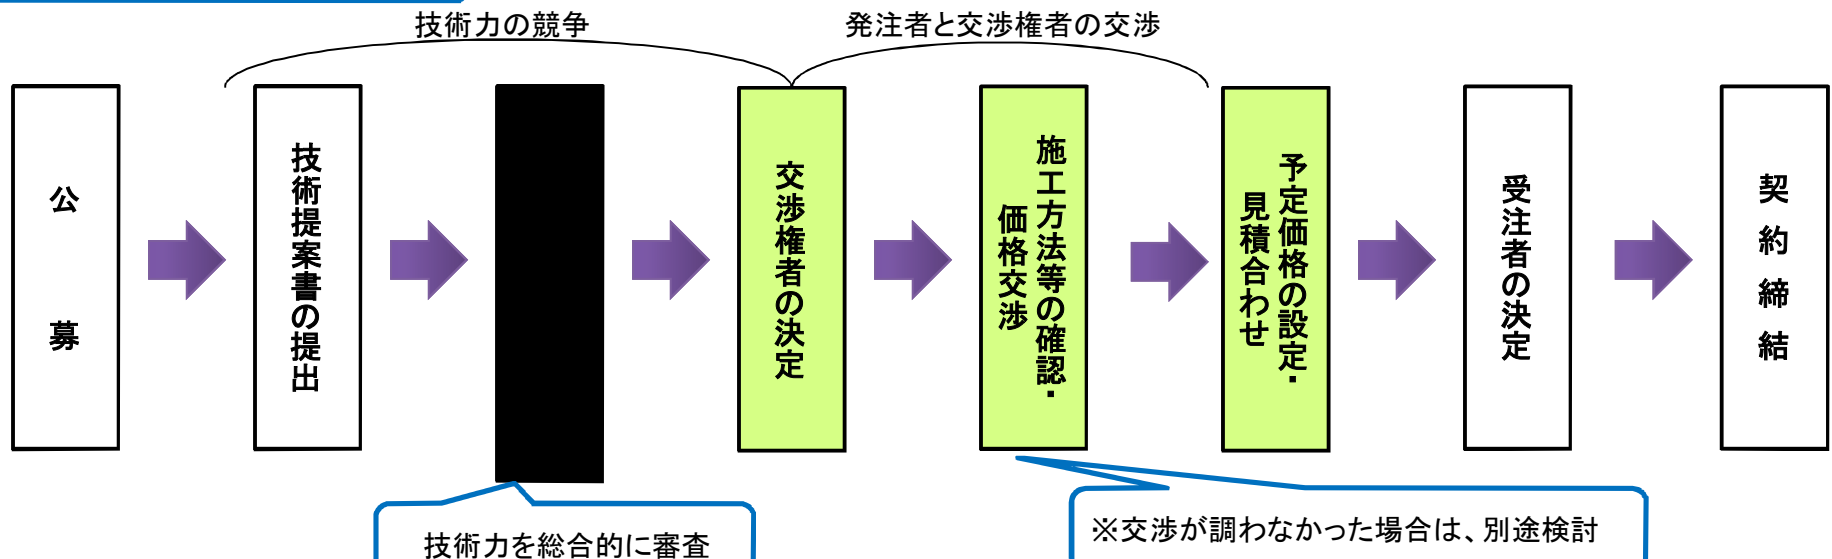 技術力の競争
発注者と交渉権者の交渉
公募
技術提案書の提出
交渉権者の決定
施工方法等の確認・
価格交渉
予定価格の設定・
見積合わせ
受注者の決定
契約締結
技術力を総合的に審査
※交渉が調わなかった場合は、別途検討